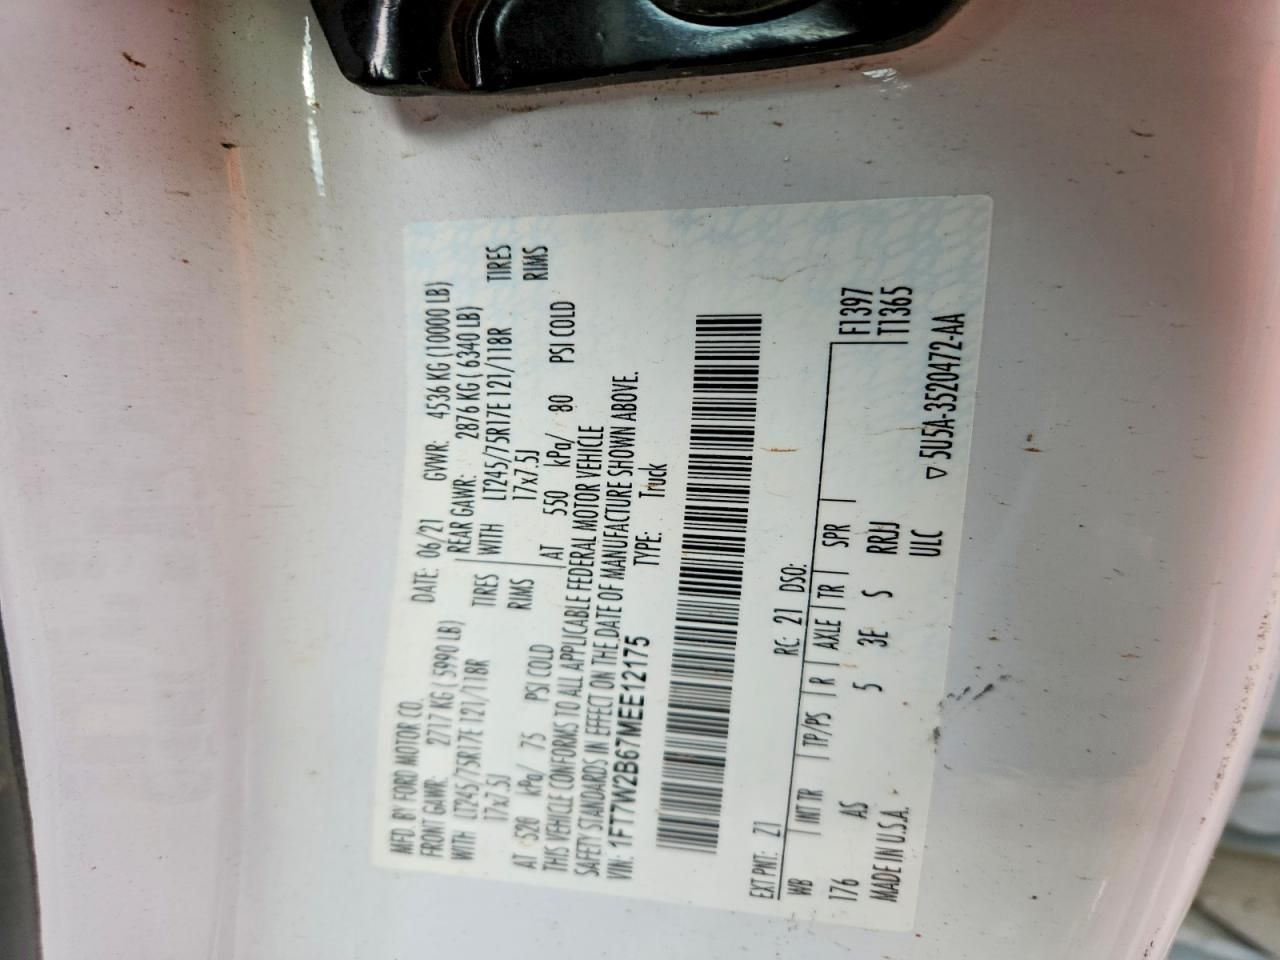 MFD. BY FORD MOTOR CO. DATE: 06/21 GVWR: 4536 KG (10000 LB)
FRONT GAWR: 2717 KG ( 5990 LB) REAR GAWR: 2876 KG ( 6340 LB)
WITH LT245/75R17E 121/118R TIRES WITH LT245/75R17E 121/118R TIRES
17x7.5J RIMS 17x7.5J RIMS
AT 520 kPa/ 75 PSI COLD AT 550 kPa/ 80 PSI COLD
THIS VEHICLE CONFORMS TO ALL APPLICABLE FEDERAL MOTOR VEHICLE
SAFETY STANDARDS IN EFFECT ON THE DATE OF MANUFACTURE SHOWN ABOVE.
VIN: 1FT7W2B67MEE12175 TYPE: Truck
EXT PNT: Z1 RC: 21 DSO:
WB INT TR TP/PS R AXLE TR SPR F1397
176 AS 5 3E S RRJJ T1365
MADE IN U.S.A. ULC ▽ 5U5A-3520472-AA